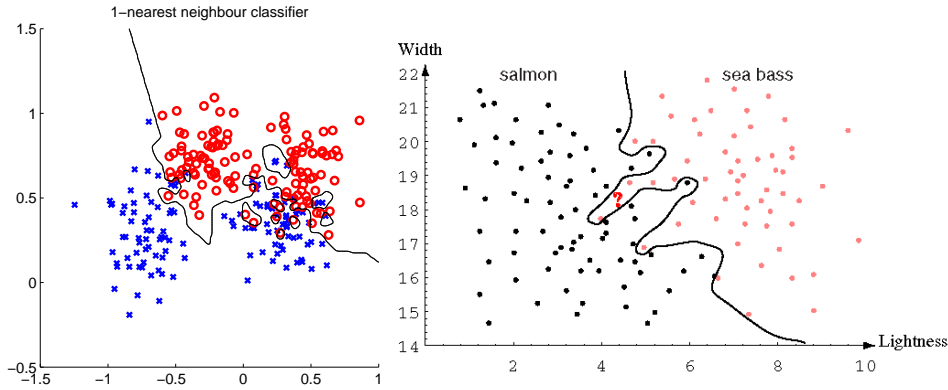 1−nearest neighbour classifier
1.5
1
0.5
0
−0.5
−1.5 −1 −0.5 0 0.5 1
Width
salmon sea bass
22
21
20
19
18
17
16
15
14
?
2 4 6 8 10
Lightness